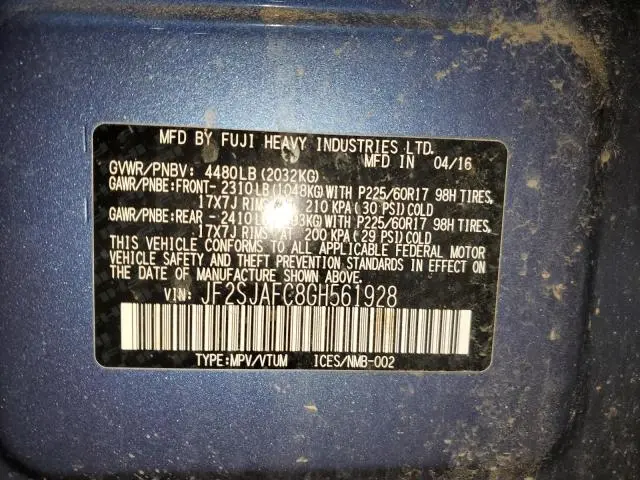 MFD BY FUJI HEAVY INDUSTRIES LTD.
MFD IN 04/16
GVWR/PNBV: 4480LB(2032KG)
GAWR/PNBE:FRONT- 2310LB(1048KG)WITH P225/60R17 98H TIRES,
17X7J RIMS AT 210 KPA(30 PSI)COLD
GAWR/PNBE:REAR - 2410LB(1093KG)WITH P225/60R17 98H TIRES,
17X7J RIMS AT 200 KPA(29 PSI)COLD
THIS VEHICLE CONFORMS TO ALL APPLICABLE FEDERAL MOTOR
VEHICLE SAFETY AND THEFT PREVENTION STANDARDS IN EFFECT
ON THE DATE OF MANUFACTURE SHOWN ABOVE.
VIN: JF2SJAFC8GH561928
TYPE:MPV/VTUM ICES/NMB-002